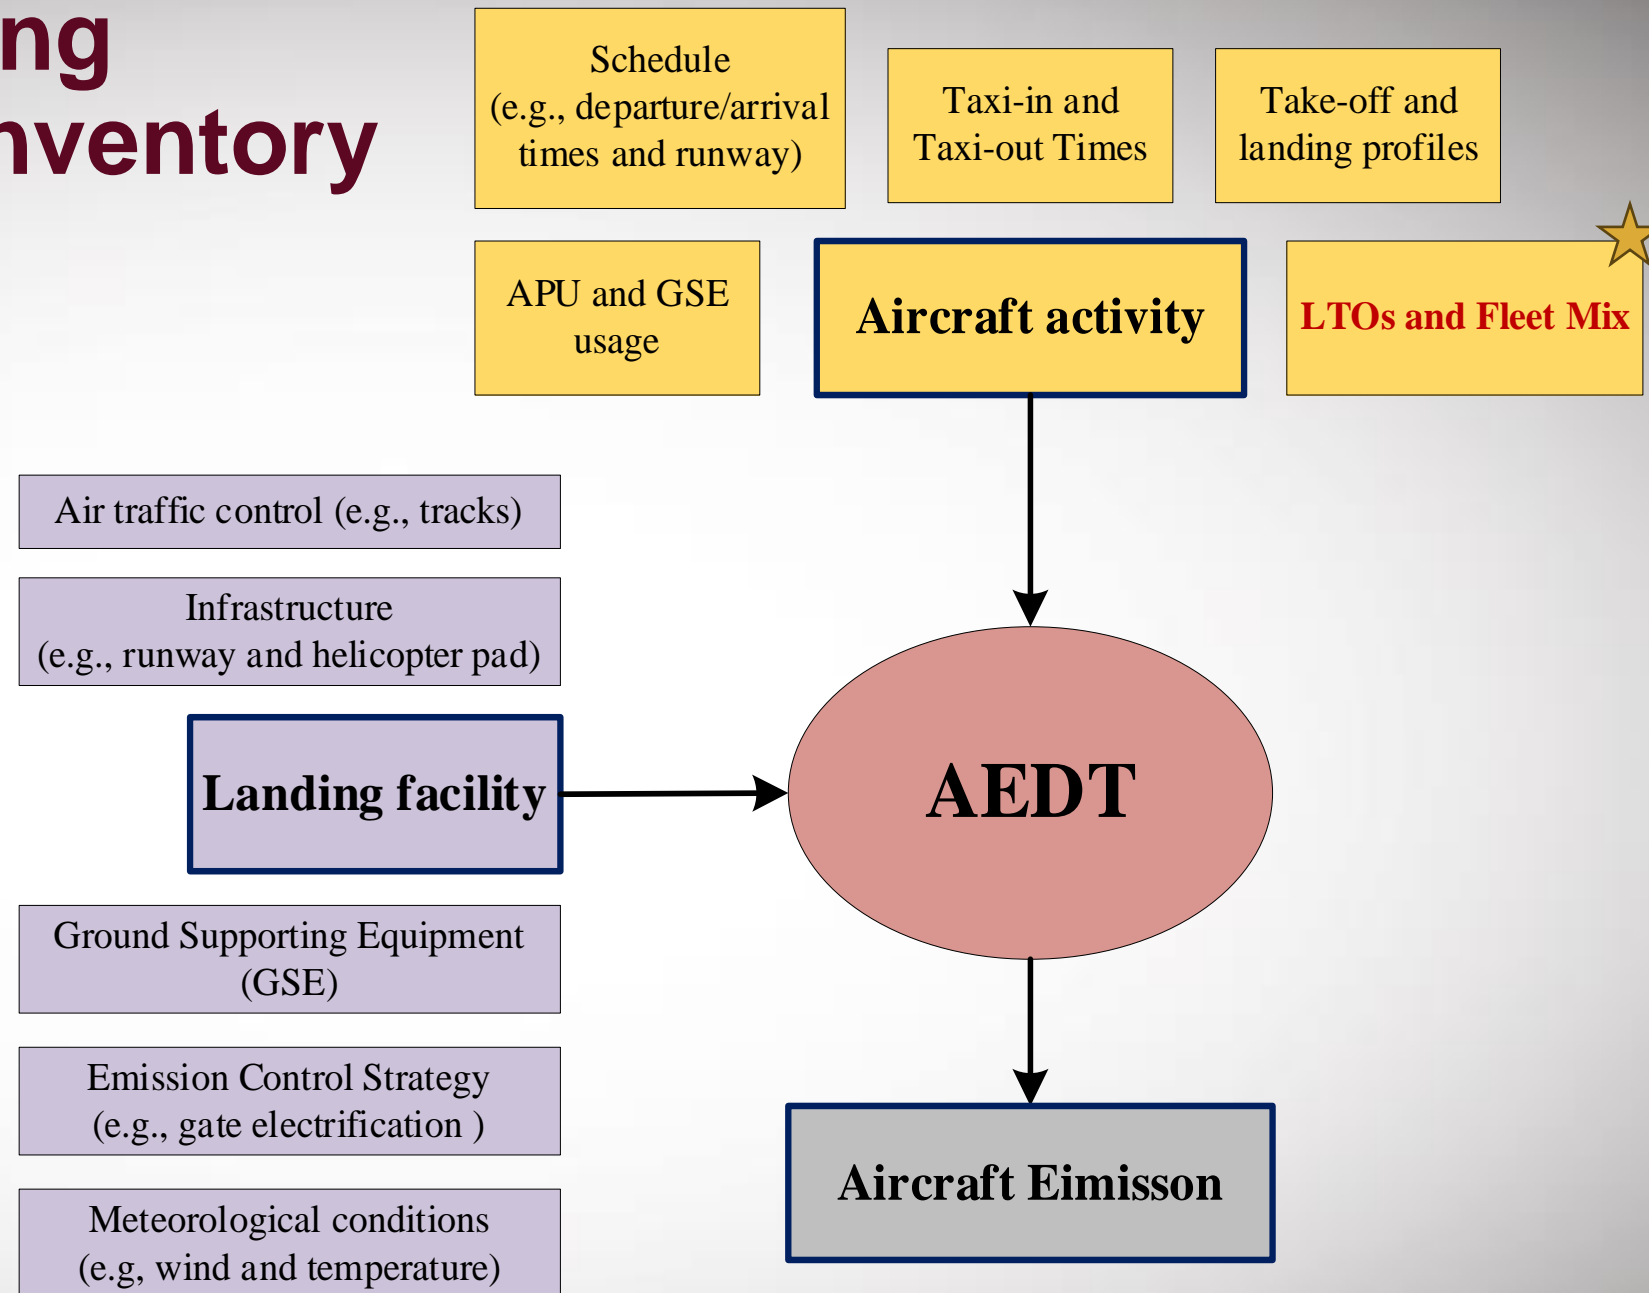 ng
nventory
Schedule
(e.g., departure/arrival
times and runway)
Taxi-in and
Taxi-out Times
Take-off and
landing profiles
APU and GSE
usage
Aircraft activity
LTOs and Fleet Mix
Air traffic control (e.g., tracks)
Infrastructure
(e.g., runway and helicopter pad)
Landing facility
AEDT
Ground Supporting Equipment
(GSE)
Emission Control Strategy
(e.g., gate electrification )
Aircraft Eimisson
Meteorological conditions
(e.g, wind and temperature)